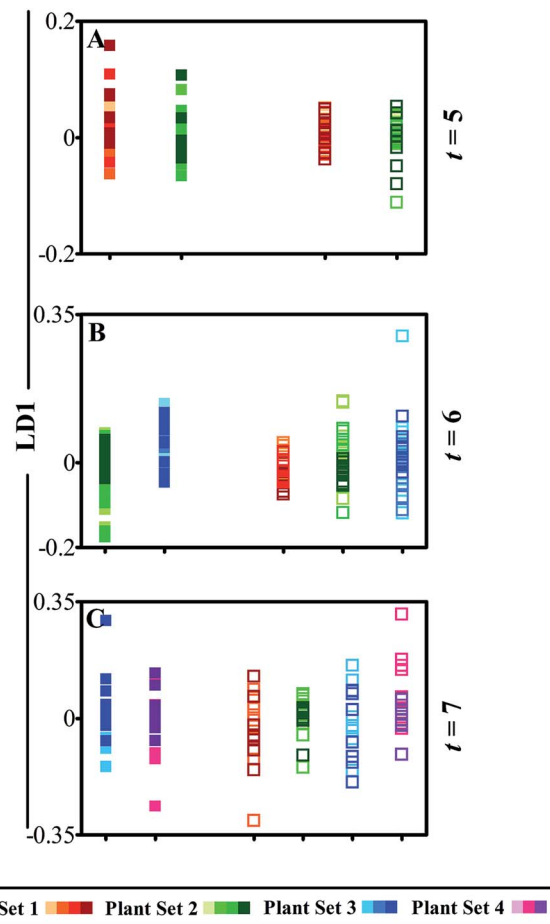 0.2
A
0
-0.2
t = 5
0.35
B
0
-0.2
t = 6
LD1
0.35
C
0
-0.35
t = 7
Set 1 Plant Set 2 Plant Set 3 Plant Set 4